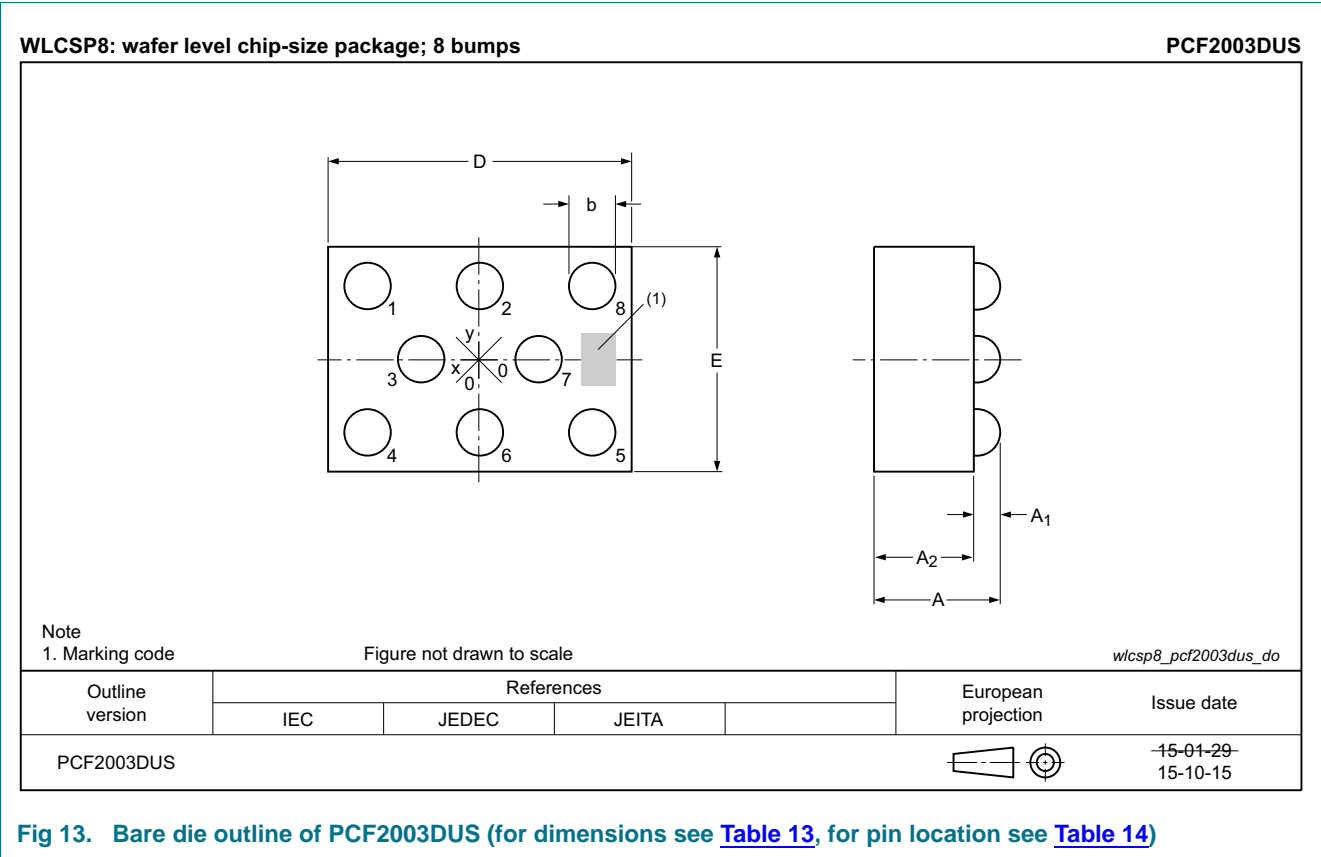 WLCSP8: wafer level chip-size package; 8 bumps PCF2003DUS
D
b
1 2 8 (1)
y
E
x 0
3 0 7
4 6 5
A1
A2
A
Note
1. Marking code Figure not drawn to scale wlcsp8_pcf2003dus_do
Outline version References European projection Issue date
IEC JEDEC JEITA
PCF2003DUS 15-01-29
15-10-15
Fig 13. Bare die outline of PCF2003DUS (for dimensions see Table 13, for pin location see Table 14)